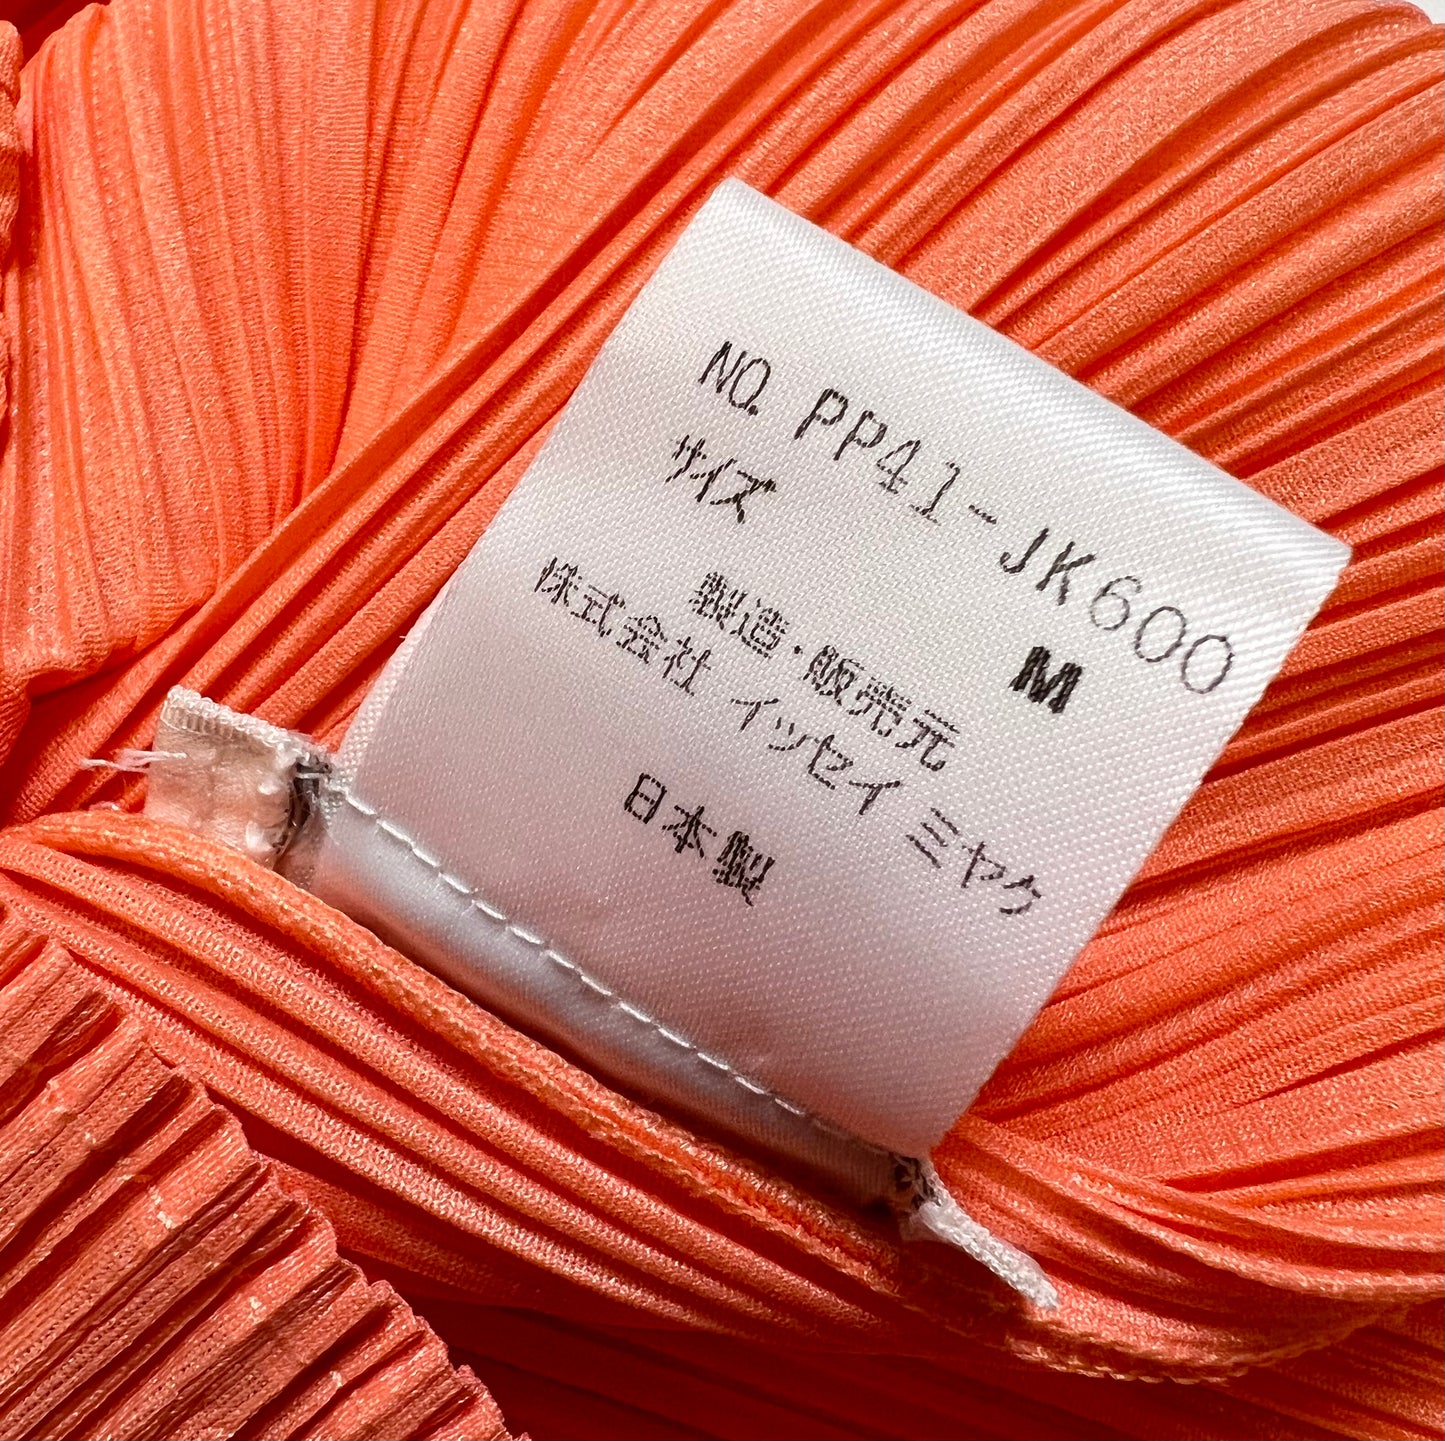 NO. PP41-JK600
サイズ M
製造・販売元
株式会社 イッセイ ミヤケ
日本製